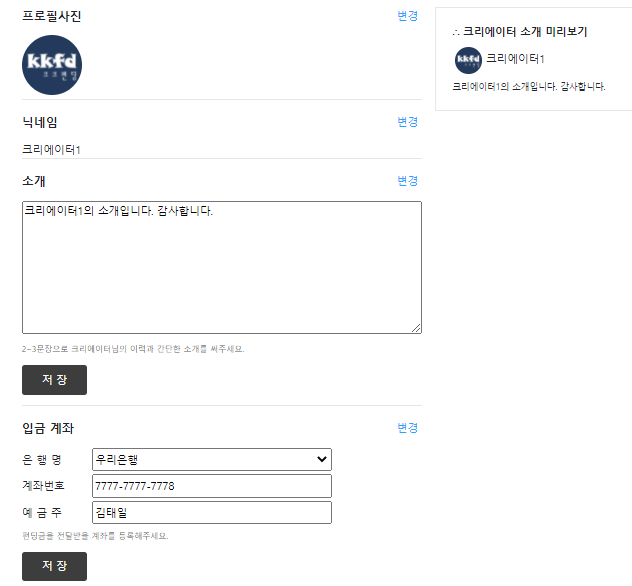 프로필사진
변경
kkfd
크크펀딩
닉네임
변경
크리에이터1
소개
변경
크리에이터1의 소개입니다. 감사합니다.
2~3문장으로 크리에이터님의 이력과 간단한 소개를 써주세요.
저 장
입금 계좌
변경
은 행 명
우리은행
계좌번호
7777-7777-7778
예 금 주
김태일
펀딩금을 전달받을 계좌를 등록해주세요.
저 장
∴ 크리에이터 소개 미리보기
kkfd
크리에이터1
크리에이터1의 소개입니다. 감사합니다.